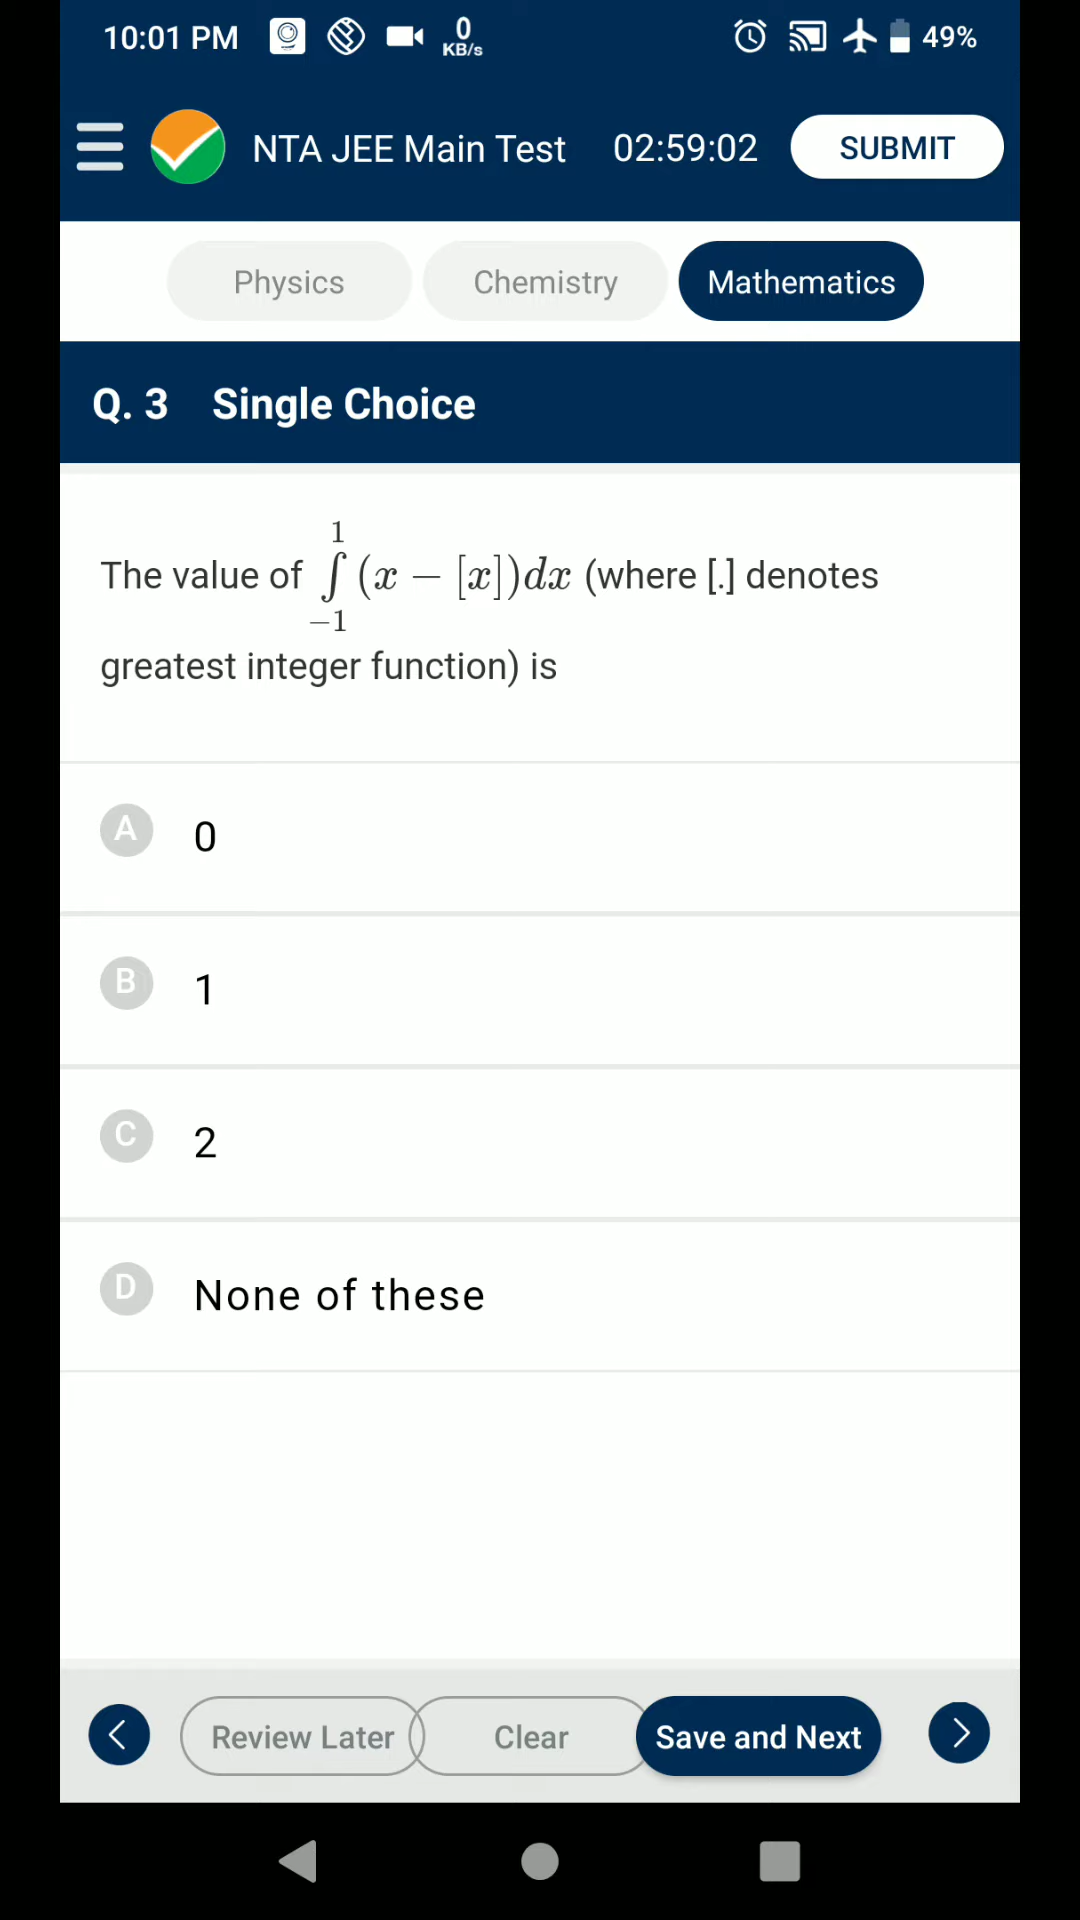 10:01 PM 0 KB/s 49%
NTA JEE Main Test 02:59:02 SUBMIT
Physics Chemistry Mathematics
Q. 3 Single Choice
The value of \int_{-1}^{1} (x − [x])dx (where [.] denotes
greatest integer function) is
A 0
B 1
C 2
D None of these
Review Later Clear Save and Next